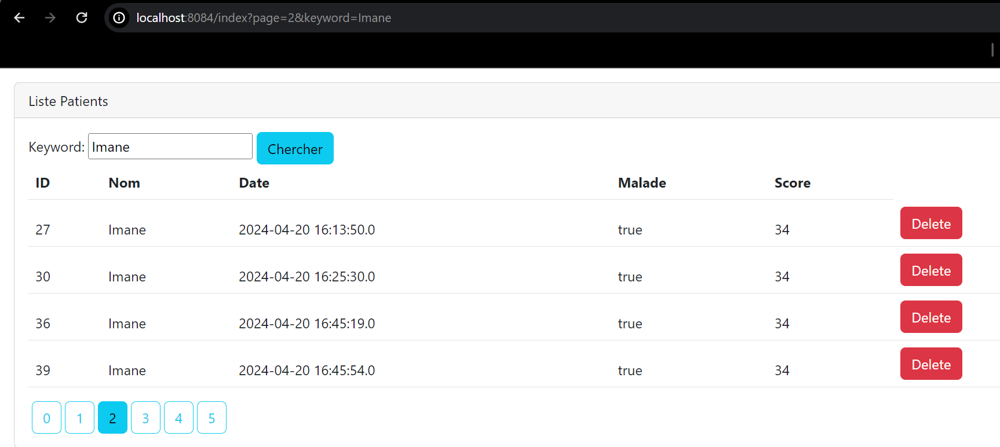 localhost:8084/index?page=2&keyword=Imane
Liste Patients
Keyword: Imane Chercher
ID Nom Date Malade Score
27 Imane 2024-04-20 16:13:50.0 true 34 Delete
30 Imane 2024-04-20 16:25:30.0 true 34 Delete
36 Imane 2024-04-20 16:45:19.0 true 34 Delete
39 Imane 2024-04-20 16:45:54.0 true 34 Delete
0 1 2 3 4 5